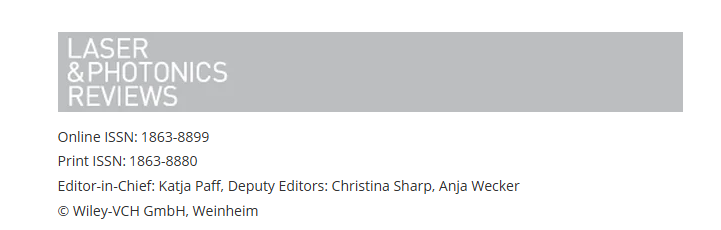 LASER
&PHOTONICS
REVIEWS
Online ISSN: 1863-8899
Print ISSN: 1863-8880
Editor-in-Chief: Katja Paff, Deputy Editors: Christina Sharp, Anja Wecker
© Wiley-VCH GmbH, Weinheim